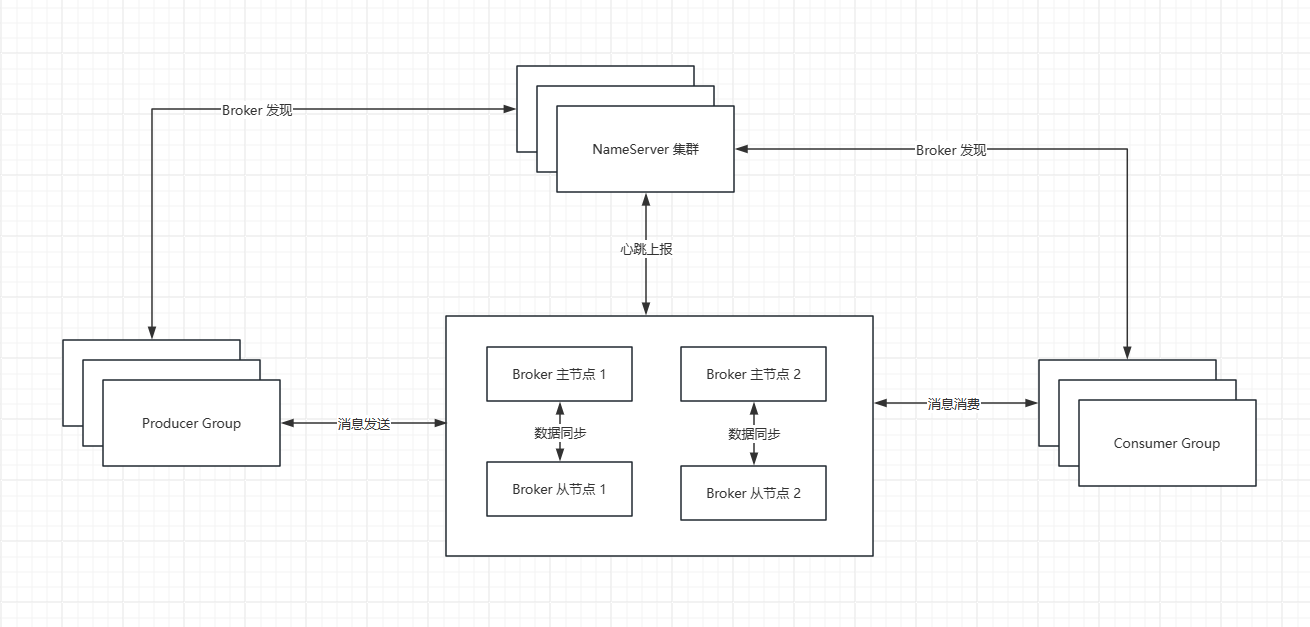 Broker 发现
NameServer 集群
Broker 发现
心跳上报
Broker 主节点 1
Broker 主节点 2
Producer Group
消息发送
数据同步
数据同步
消息消费
Consumer Group
Broker 从节点 1
Broker 从节点 2